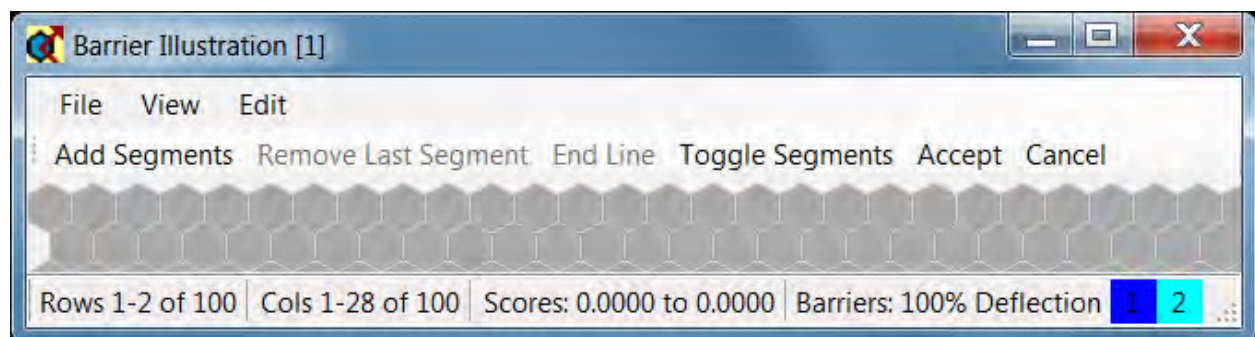 Barrier Illustration [1]
File View Edit
Add Segments Remove Last Segment End Line Toggle Segments Accept Cancel
Rows 1-2 of 100 Cols 1-28 of 100 Scores: 0.0000 to 0.0000 Barriers: 100% Deflection 1 2